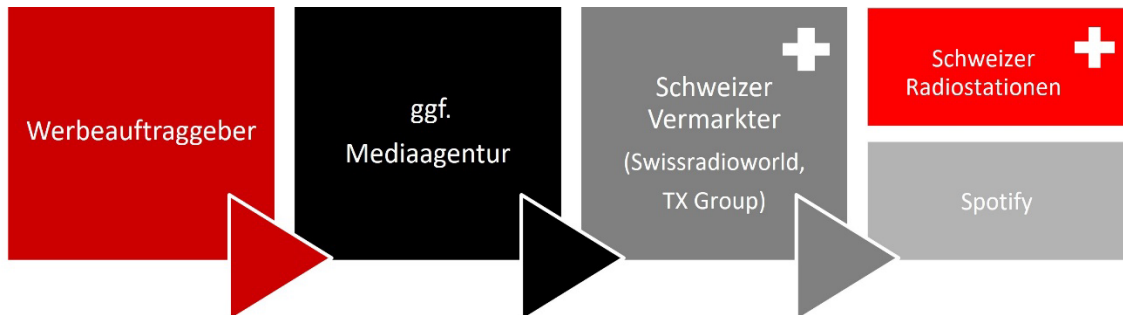 Werbeauftraggeber
ggf.
Mediaagentur
Schweizer
Vermarkter
(Swissradioworld,
TX Group)
Schweizer
Radiostationen
Spotify